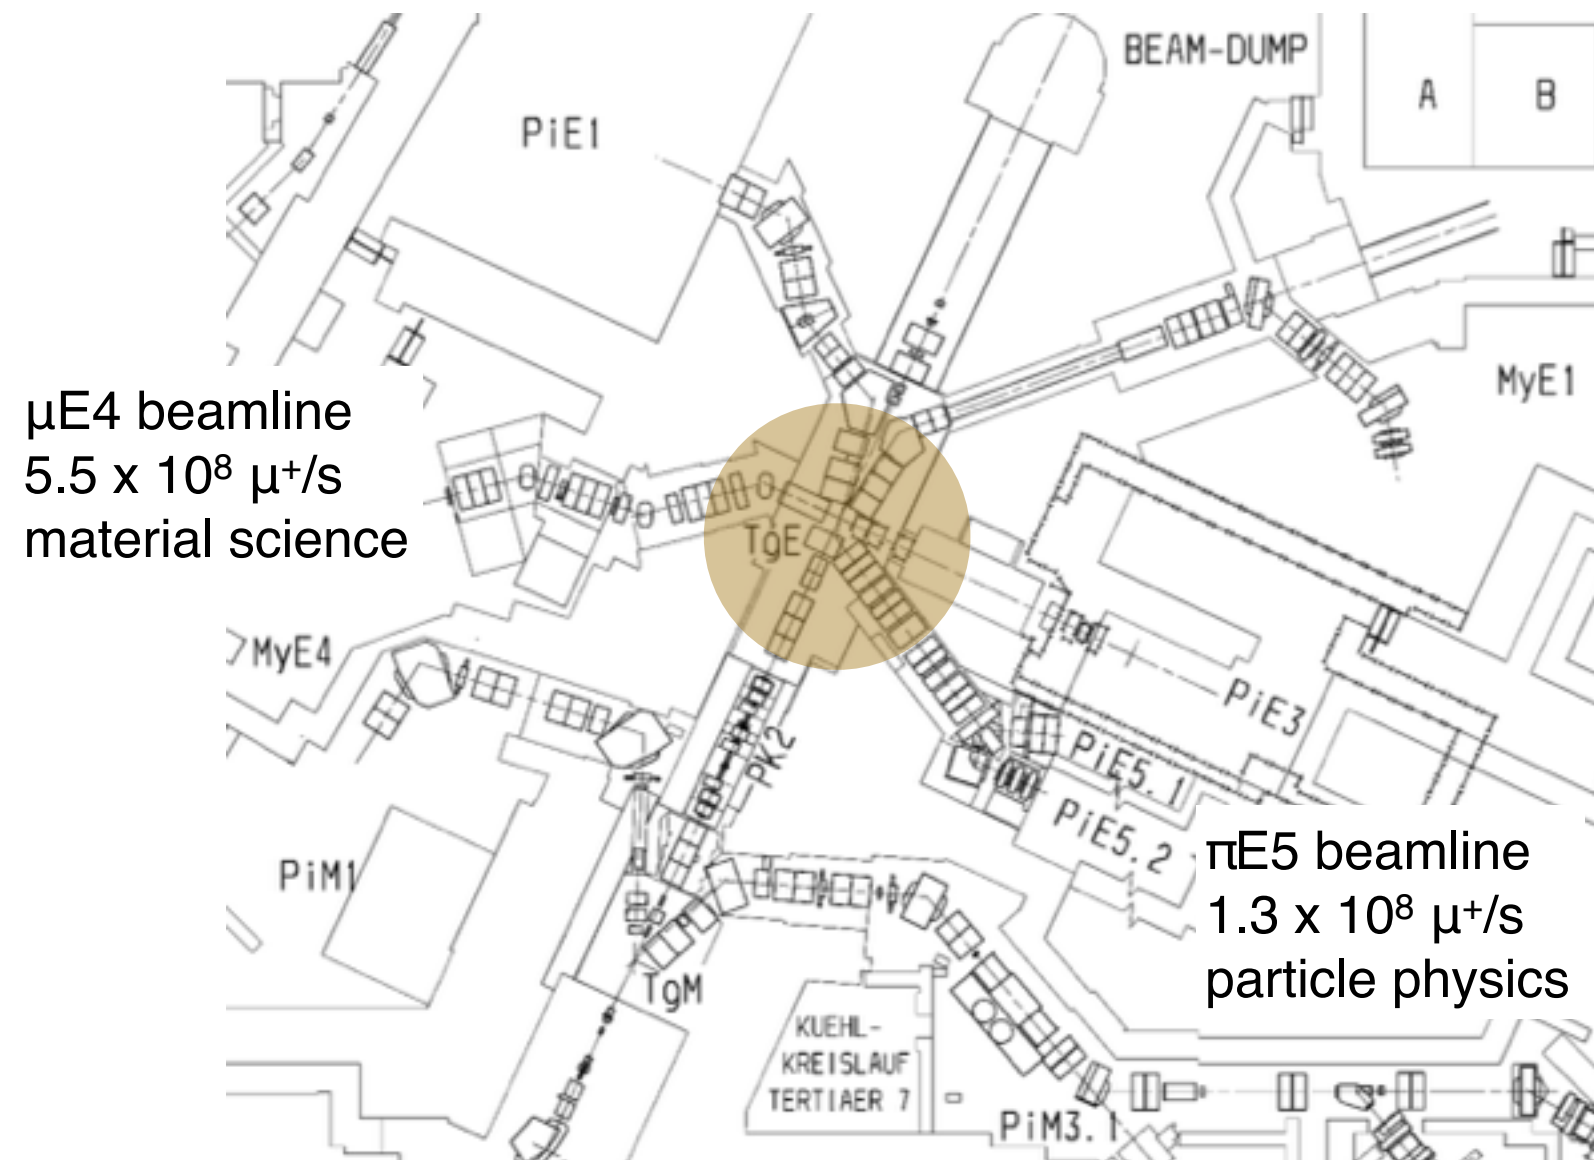 BEAM-DUMP
A
B
PiE1
MyE1
μE4 beamline
5.5 x 10⁸ μ⁺/s
material science
TgE
MyE4
PiE3
PK2
PiE5.1
PiE5.2
πE5 beamline
1.3 x 10⁸ μ⁺/s
particle physics
PiM1
TgM
KUEHL-
KREISLAUF
TERTIAER 7
PiM3.1